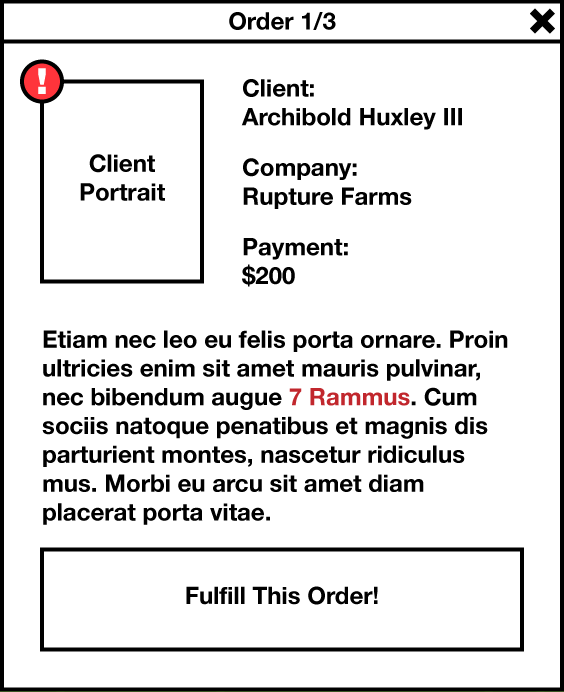 Order 1/3
!
Client
Portrait
Client:
Archibold Huxley III
Company:
Rupture Farms
Payment:
$200
Etiam nec leo eu felis porta ornare. Proin
ultricies enim sit amet mauris pulvinar,
nec bibendum augue 7 Rammus. Cum
sociis natoque penatibus et magnis dis
parturient montes, nascetur ridiculus
mus. Morbi eu arcu sit amet diam
placerat porta vitae.
Fulfill This Order!